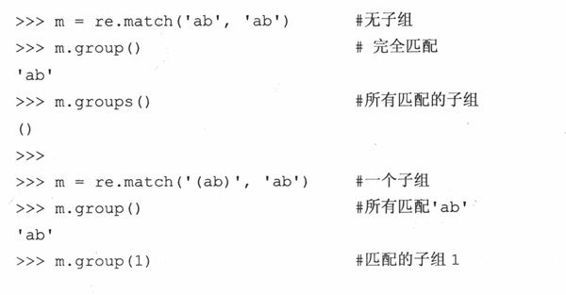 >>> m = re.match('ab', 'ab') #无子组
>>> m.group() # 完全匹配
'ab'
>>> m.groups() #所有匹配的子组
()
>>>
>>> m = re.match('(ab)', 'ab') #一个子组
>>> m.group() #所有匹配'ab'
'ab'
>>> m.group(1) #匹配的子组 1